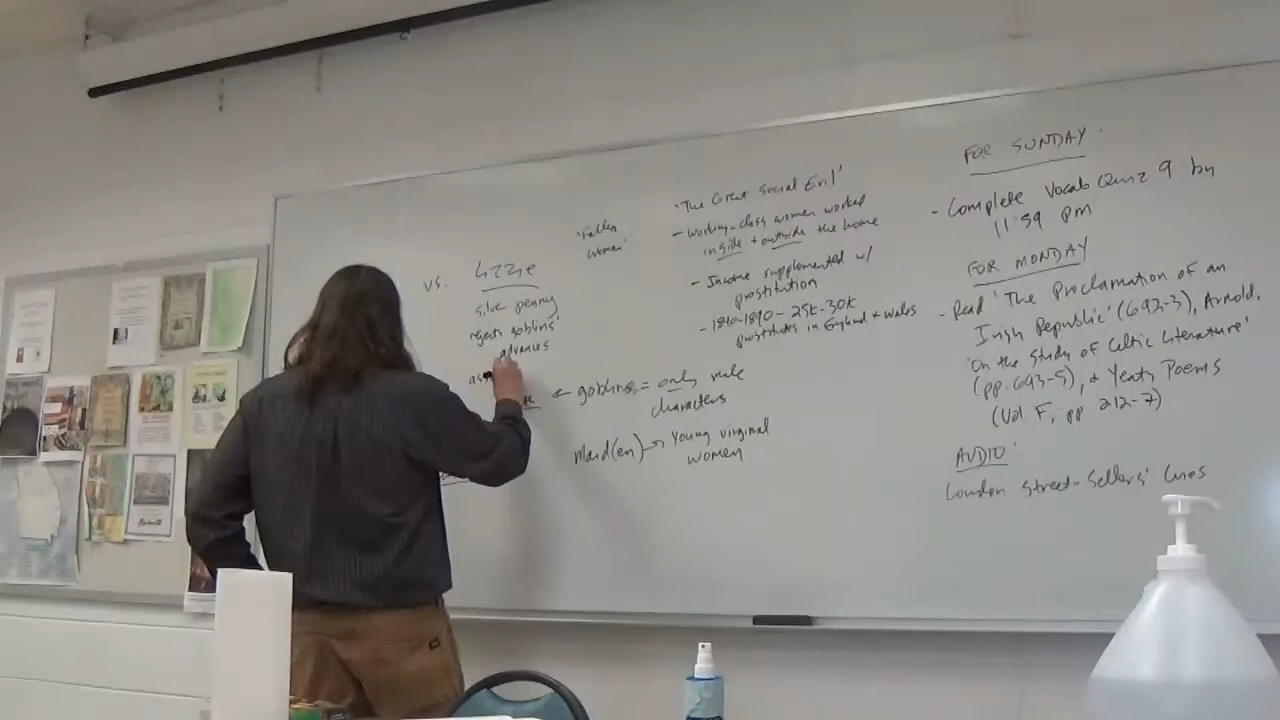 vs. Lizzie
silver penny
rejects goblins'
advances
'Fallen
Woman'
'The Great Social Evil'
- Working-class women worked
inside + outside the home
- Income supplemented w/
prostitution
- 1840-1890 - 25k-30k
prostitutes in England + Wales
← goblins = only male
characters
Maid(en) → Young virginal
women
FOR SUNDAY
- Complete Vocab Quiz 9 by
11:59 PM
FOR MONDAY
- Read 'The Proclamation of an
Irish Republic' (692-3), Arnold,
'On the Study of Celtic Literature'
(pp. 693-5), + Yeats Poems
(Vol F, pp 212-7)
AUDIO:
London Street-Sellers' Cries